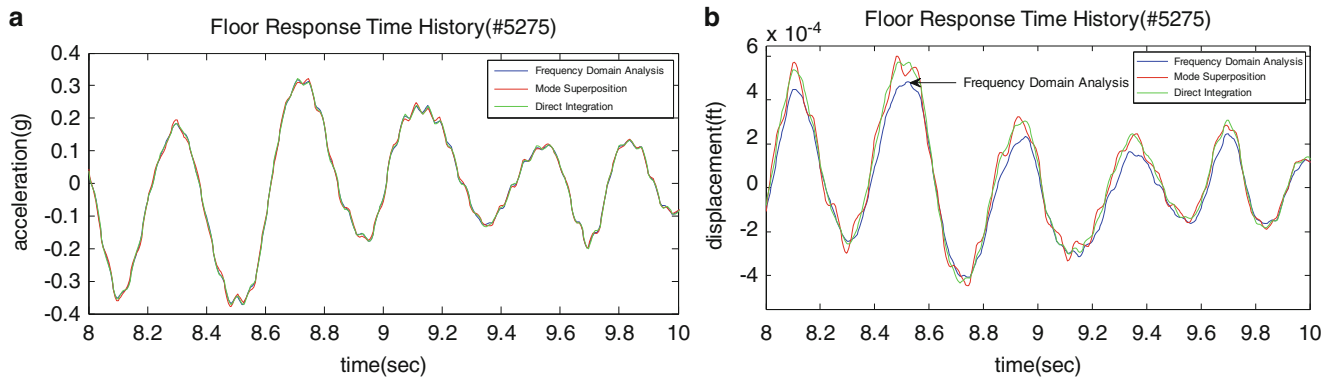 a
Floor Response Time History(#5275)
0.4
0.3
0.2
0.1
0
-0.1
-0.2
-0.3
-0.4
acceleration(g)
Frequency Domain Analysis
Mode Superposition
Direct Integration
8 8.2 8.4 8.6 8.8 9 9.2 9.4 9.6 9.8 10
time(sec)
b
Floor Response Time History(#5275)
x 10-4
6
4
2
0
-2
-4
displacement(ft)
Frequency Domain Analysis
Frequency Domain Analysis
Mode Superposition
Direct Integration
8 8.2 8.4 8.6 8.8 9 9.2 9.4 9.6 9.8 10
time(sec)